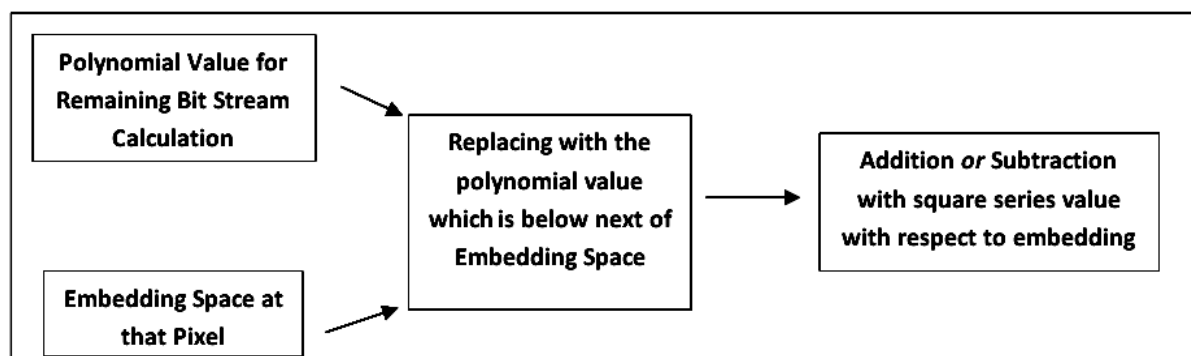 Polynomial Value for
Remaining Bit Stream
Calculation
Embedding Space at
that Pixel
Replacing with the
polynomial value
which is below next of
Embedding Space
Addition or Subtraction
with square series value
with respect to embedding